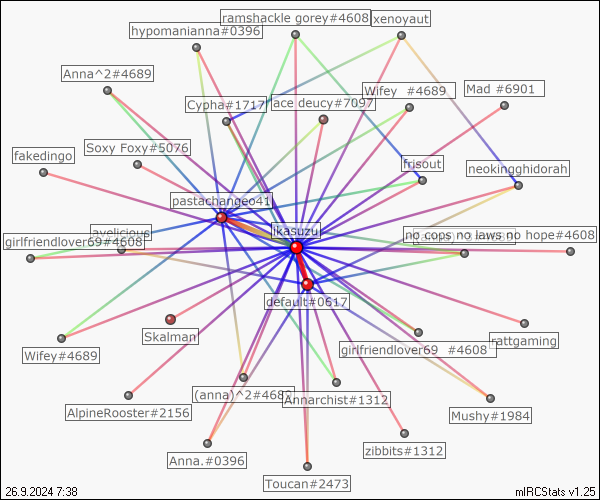 ramshackle gorey#4608
xenoyaut
hypomanianna#0396
Anna^2#4689
Cypha#1717
ace deucy#7097
Wifey #4689
Mad #6901
Soxy Foxy#5076
fakedingo
frisout
neokingghidorah
pastachangeo41
ikasuzu
avelicious
girlfriendlover69#4608
no cops no laws no hope#4608
default#0617
Skalman
rattgaming
Wifey#4689
girlfriendlover69 #4608
(anna)^2#4689
Annarchist#1312
AlpineRooster#2156
Mushy#1984
zibbits#1312
Anna.#0396
Toucan#2473
26.9.2024 7:38
mIRCStats v1.25